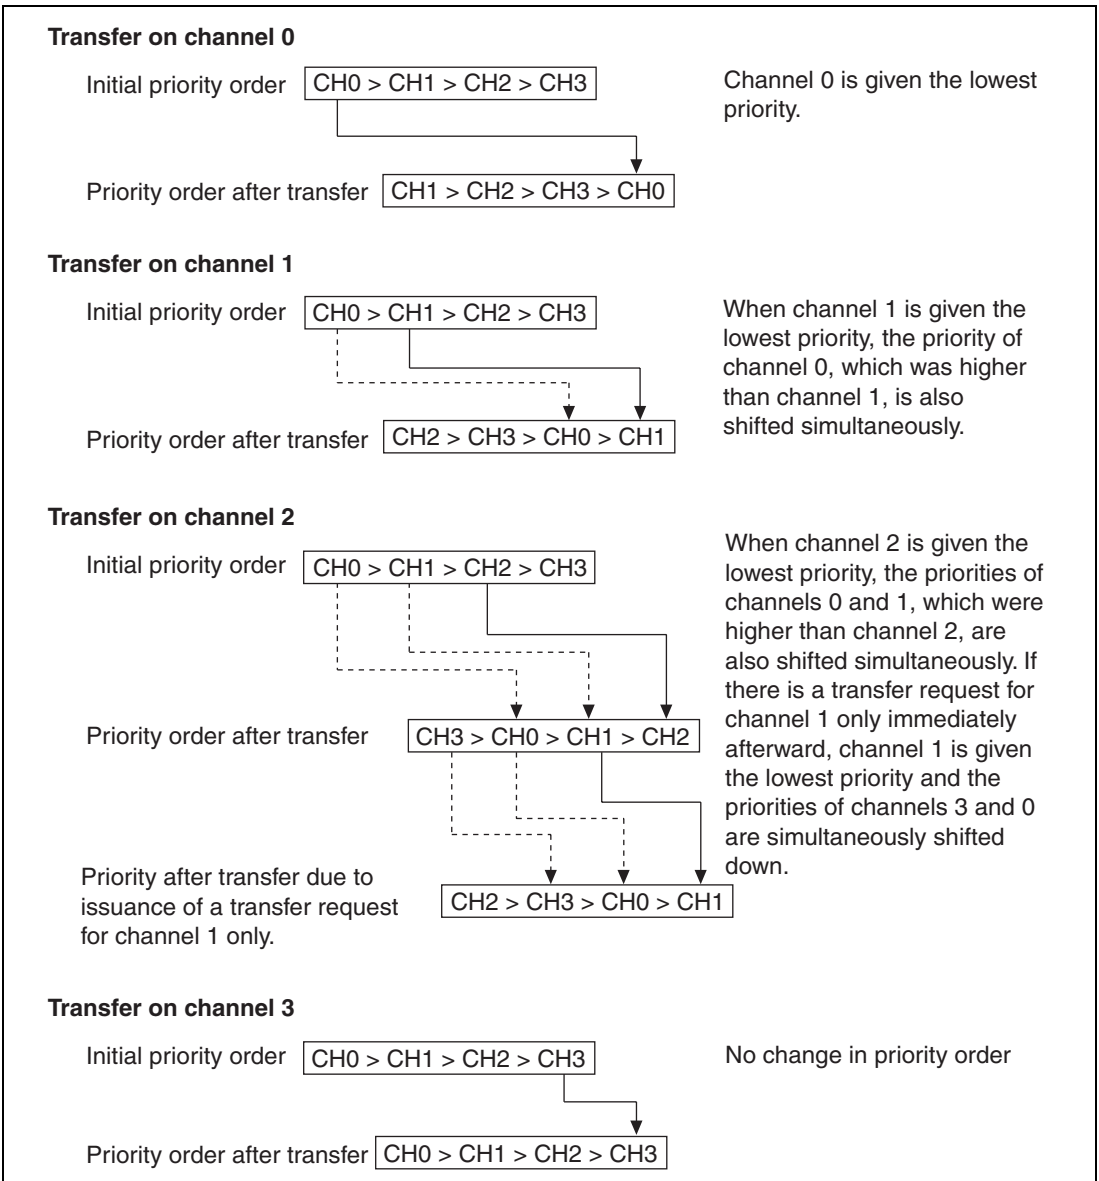 Transfer on channel 0
Initial priority order
CH0 > CH1 > CH2 > CH3
Channel 0 is given the lowest
priority.
Priority order after transfer
CH1 > CH2 > CH3 > CH0
Transfer on channel 1
Initial priority order
CH0 > CH1 > CH2 > CH3
When channel 1 is given the
lowest priority, the priority of
channel 0, which was higher
than channel 1, is also
shifted simultaneously.
Priority order after transfer
CH2 > CH3 > CH0 > CH1
Transfer on channel 2
Initial priority order
CH0 > CH1 > CH2 > CH3
When channel 2 is given the
lowest priority, the priorities of
channels 0 and 1, which were
higher than channel 2, are
also shifted simultaneously. If
there is a transfer request for
channel 1 only immediately
afterward, channel 1 is given
the lowest priority and the
priorities of channels 3 and 0
are simultaneously shifted
down.
Priority order after transfer
CH3 > CH0 > CH1 > CH2
Priority after transfer due to
issuance of a transfer request
for channel 1 only.
CH2 > CH3 > CH0 > CH1
Transfer on channel 3
Initial priority order
CH0 > CH1 > CH2 > CH3
No change in priority order
Priority order after transfer
CH0 > CH1 > CH2 > CH3